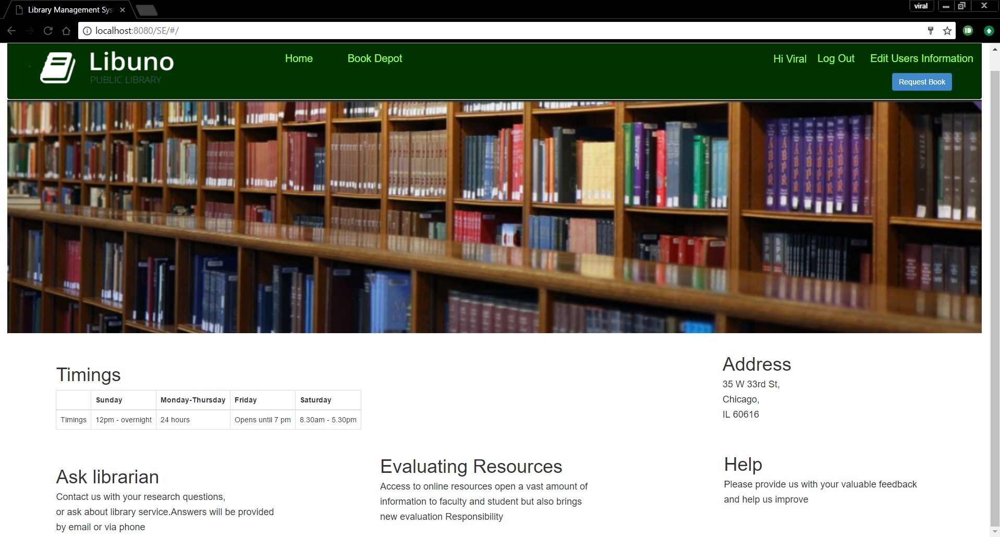 Library Management Sys
viral
localhost:8080/SE/#/
Libuno
PUBLIC LIBRARY
Home
Book Depot
Hi Viral
Log Out
Edit Users Information
Request Book
Timings
Sunday Monday-Thursday Friday Saturday
Timings 12pm - overnight 24 hours Opens until 7 pm 8.30am - 5.30pm
Address
35 W 33rd St,
Chicago,
IL 60616
Ask librarian
Contact us with your research questions,
or ask about library service.Answers will be provided
by email or via phone
Evaluating Resources
Access to online resources open a vast amount of
information to faculty and student but also brings
new evaluation Responsibility
Help
Please provide us with your valuable feedback
and help us improve